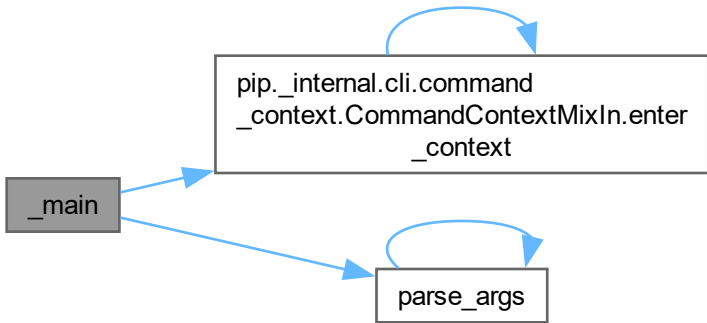 pip._internal.cli.command
_context.CommandContextMixIn.enter
_context
_main
parse_args